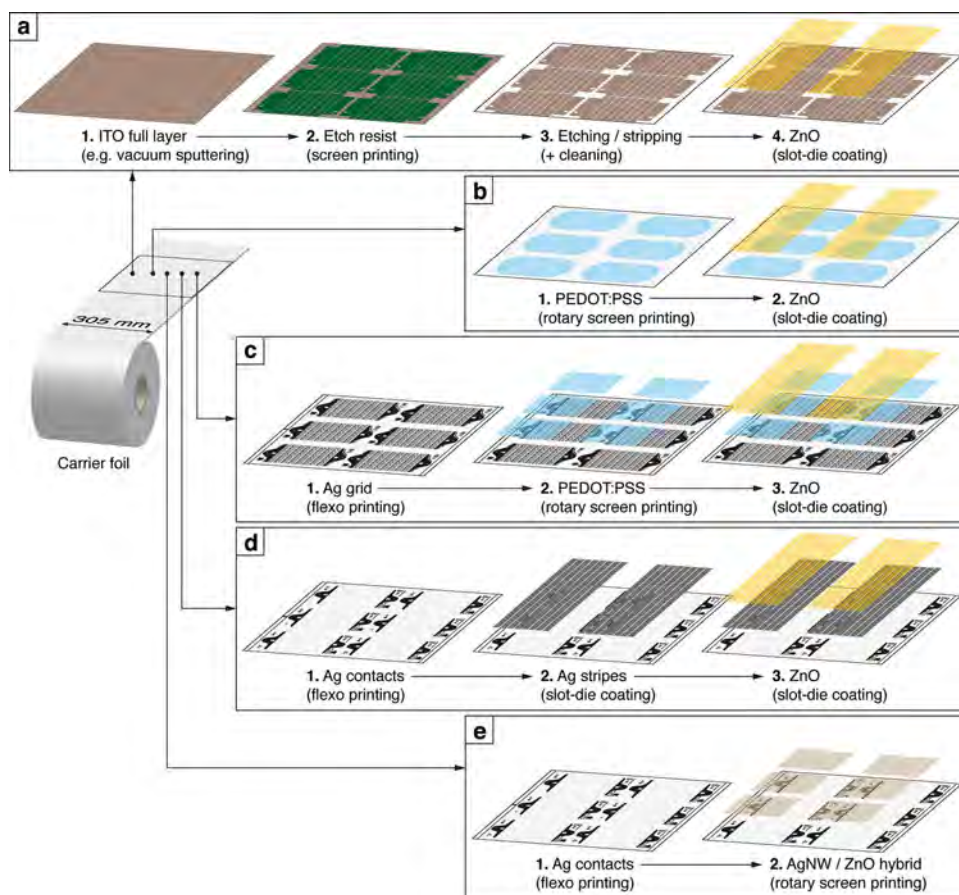 a
1. ITO full layer
(e.g. vacuum sputtering)
2. Etch resist
(screen printing)
3. Etching / stripping
(+ cleaning)
4. ZnO
(slot-die coating)
b
1. PEDOT:PSS
(rotary screen printing)
2. ZnO
(slot-die coating)
305 mm
Carrier foil
c
1. Ag grid
(flexo printing)
2. PEDOT:PSS
(rotary screen printing)
3. ZnO
(slot-die coating)
d
1. Ag contacts
(flexo printing)
2. Ag stripes
(slot-die coating)
3. ZnO
(slot-die coating)
e
1. Ag contacts
(flexo printing)
2. AgNW / ZnO hybrid
(rotary screen printing)